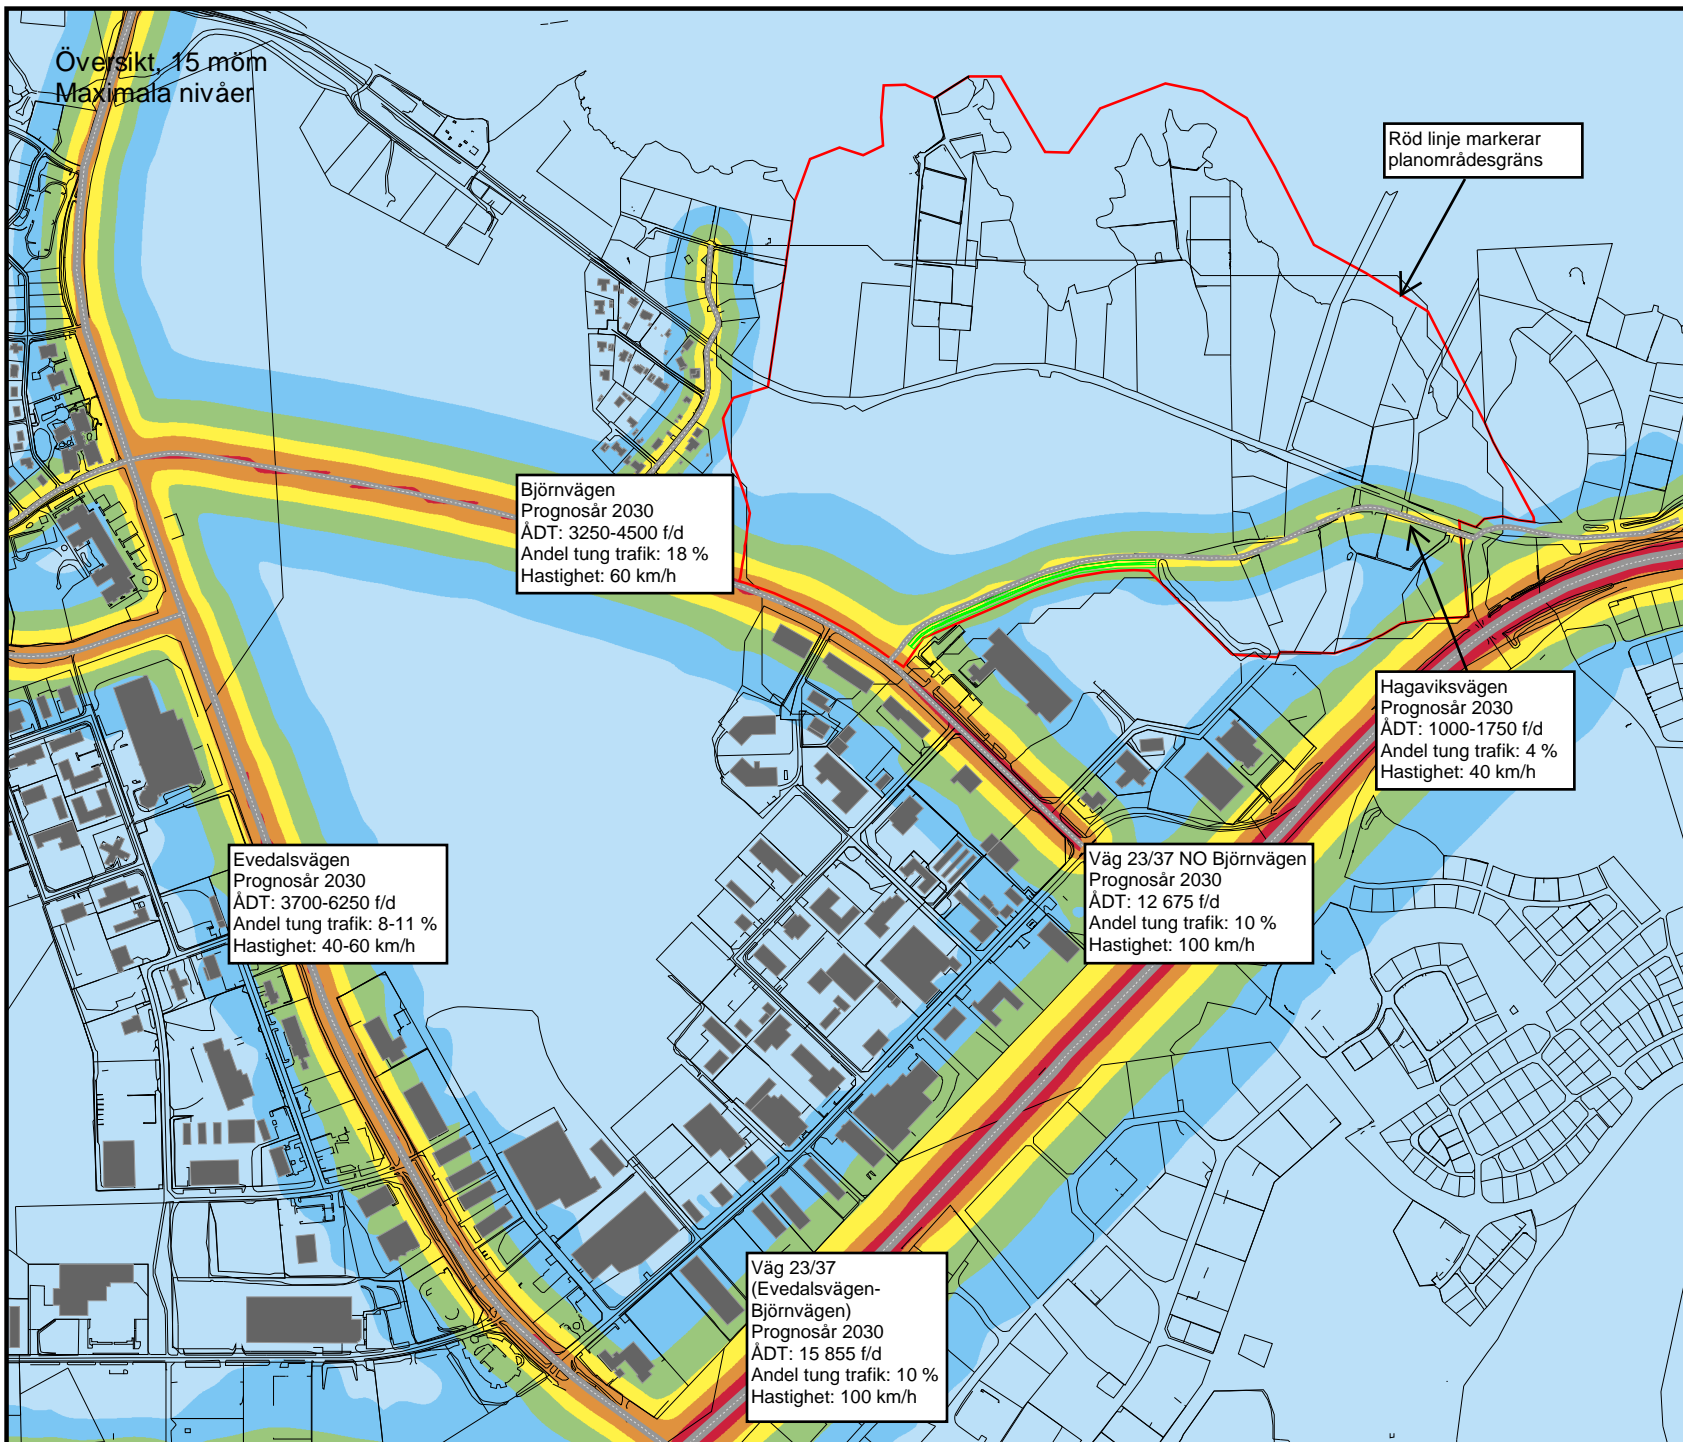 Översikt, 15 möm
Maximala nivåer
Röd linje markerar
planområdesgräns
Björnvägen
Prognosår 2030
ÅDT: 3250-4500 f/d
Andel tung trafik: 18 %
Hastighet: 60 km/h
Hagaviksvägen
Prognosår 2030
ÅDT: 1000-1750 f/d
Andel tung trafik: 4 %
Hastighet: 40 km/h
Evedalsvägen
Prognosår 2030
ÅDT: 3700-6250 f/d
Andel tung trafik: 8-11 %
Hastighet: 40-60 km/h
Väg 23/37 NO Björnvägen
Prognosår 2030
ÅDT: 12 675 f/d
Andel tung trafik: 10 %
Hastighet: 100 km/h
Väg 23/37
(Evedalsvägen-
Björnvägen)
Prognosår 2030
ÅDT: 15 855 f/d
Andel tung trafik: 10 %
Hastighet: 100 km/h